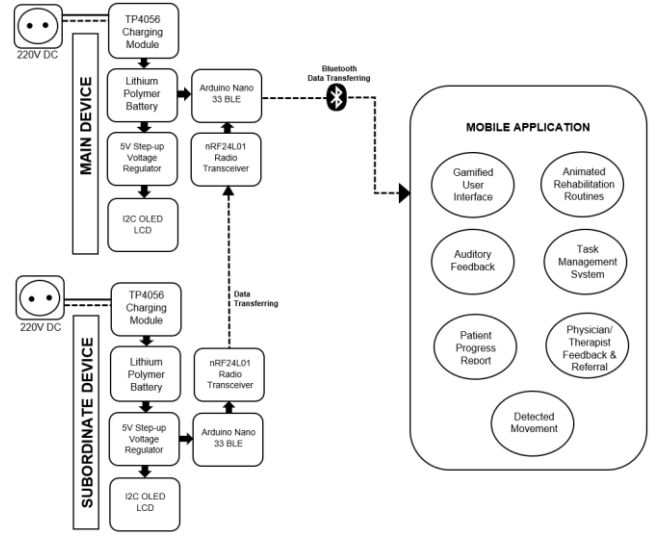 220V DC
MAIN DEVICE
TP4056
Charging
Module
Lithium
Polymer
Battery
Arduino Nano
33 BLE
5V Step-up
Voltage
Regulator
nRF24L01
Radio
Transceiver
I2C OLED
LCD
Bluetooth
Data Transferring
Data
Transferring
220V DC
SUBORDINATE DEVICE
TP4056
Charging
Module
Lithium
Polymer
Battery
nRF24L01
Radio
Transceiver
5V Step-up
Voltage
Regulator
Arduino Nano
33 BLE
I2C OLED
LCD
MOBILE APPLICATION
Gamified
User
Interface
Animated
Rehabilitation
Routines
Auditory
Feedback
Task
Management
System
Patient
Progress
Report
Physician/
Therapist
Feedback &
Referral
Detected
Movement